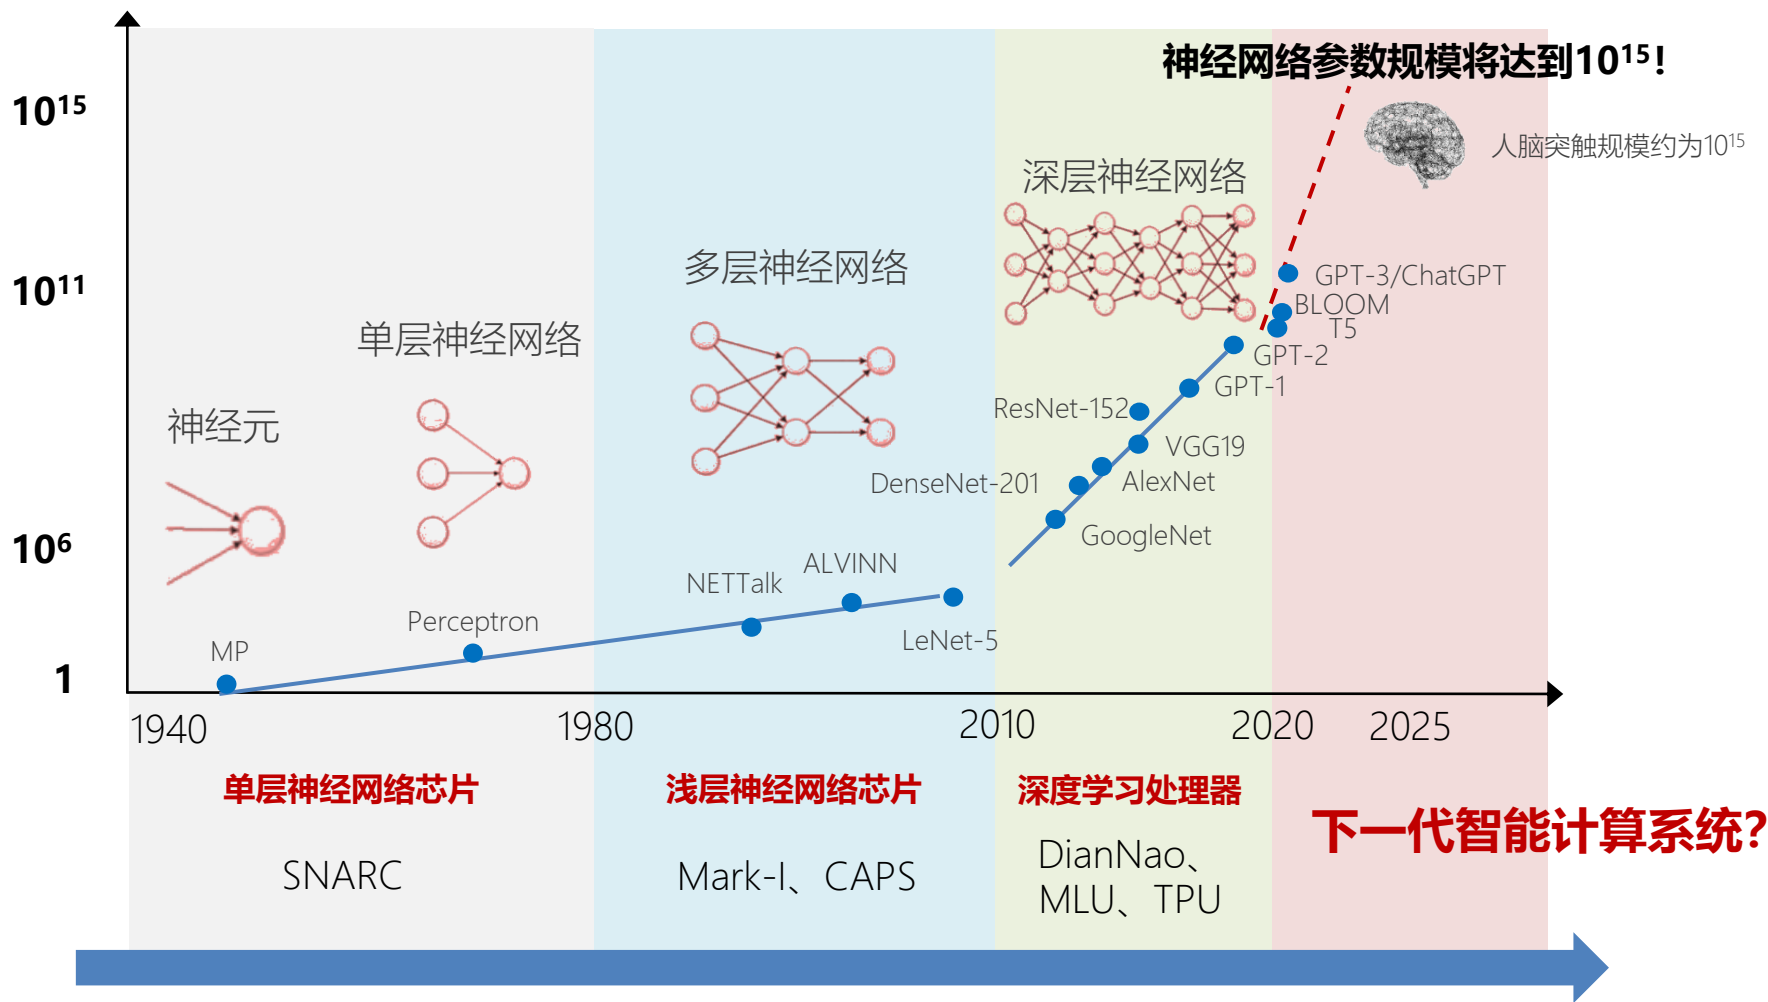 神经网络参数规模将达到10¹⁵!
10¹⁵
人脑突触规模约为10¹⁵
深层神经网络
多层神经网络
10¹¹
GPT-3/ChatGPT
BLOOM
T5
单层神经网络
GPT-2
GPT-1
ResNet-152
神经元
VGG19
DenseNet-201
AlexNet
GoogleNet
10⁶
ALVINN
NETTalk
Perceptron
LeNet-5
MP
1
1940
1980
2010
2020
2025
单层神经网络芯片
浅层神经网络芯片
深度学习处理器
下一代智能计算系统?
SNARC
Mark-I、CAPS
DianNao、
MLU、TPU